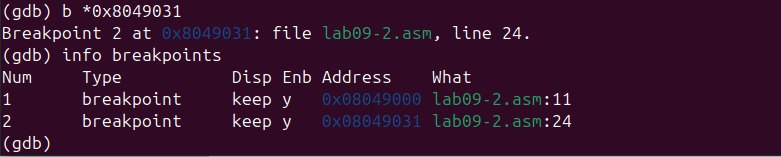 (gdb) b *0x8049031
Breakpoint 2 at 0x8049031: file lab09-2.asm, line 24.
(gdb) info breakpoints
Num     Type           Disp Enb Address    What
1       breakpoint     keep y   0x08049000 lab09-2.asm:11
2       breakpoint     keep y   0x08049031 lab09-2.asm:24
(gdb)